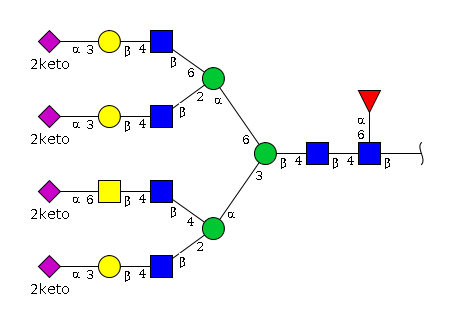 α 3 β 4 β
2keto 6
2 α
α 3 β 4 β
2keto α
6 6
3 β 4 β 4 β
α 6 β 4 β α
2keto 4
2
α 3 β 4 β
2keto